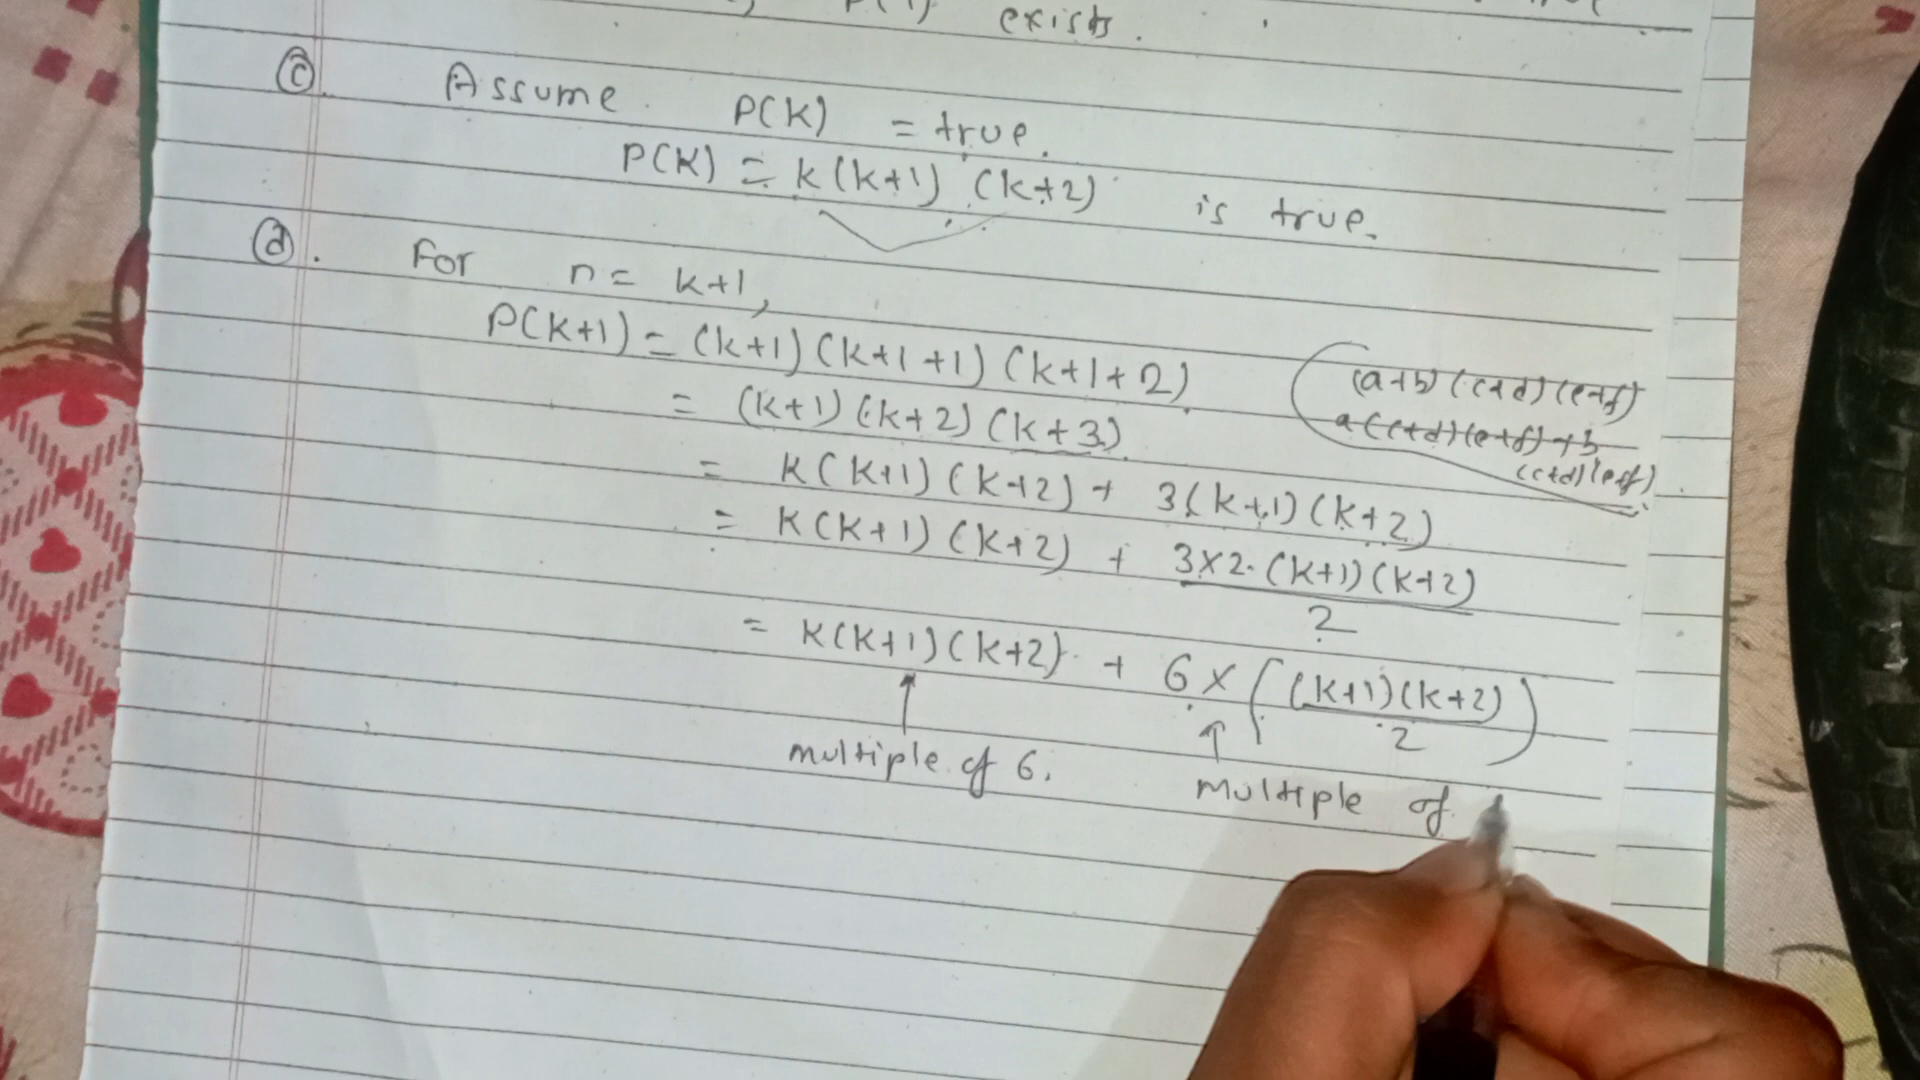 P(1) exists.
(c) Assume P(K) = true.
P(K) = k(k+1)(k+2) is true.
(d). For n = k+1,
P(k+1) = (k+1)(k+1+1)(k+1+2)
= (k+1)(k+2)(k+3)
(a+b)(c+d)(e+f)
a(c+d)(e+f)+b
(c+d)(e+f)
= k(k+1)(k+2) + 3(k+1)(k+2)
= k(k+1)(k+2) + 3×2.(k+1)(k+2)
2
= k(k+1)(k+2) + 6 × ((k+1)(k+2)
2)
multiple of 6.
multiple of